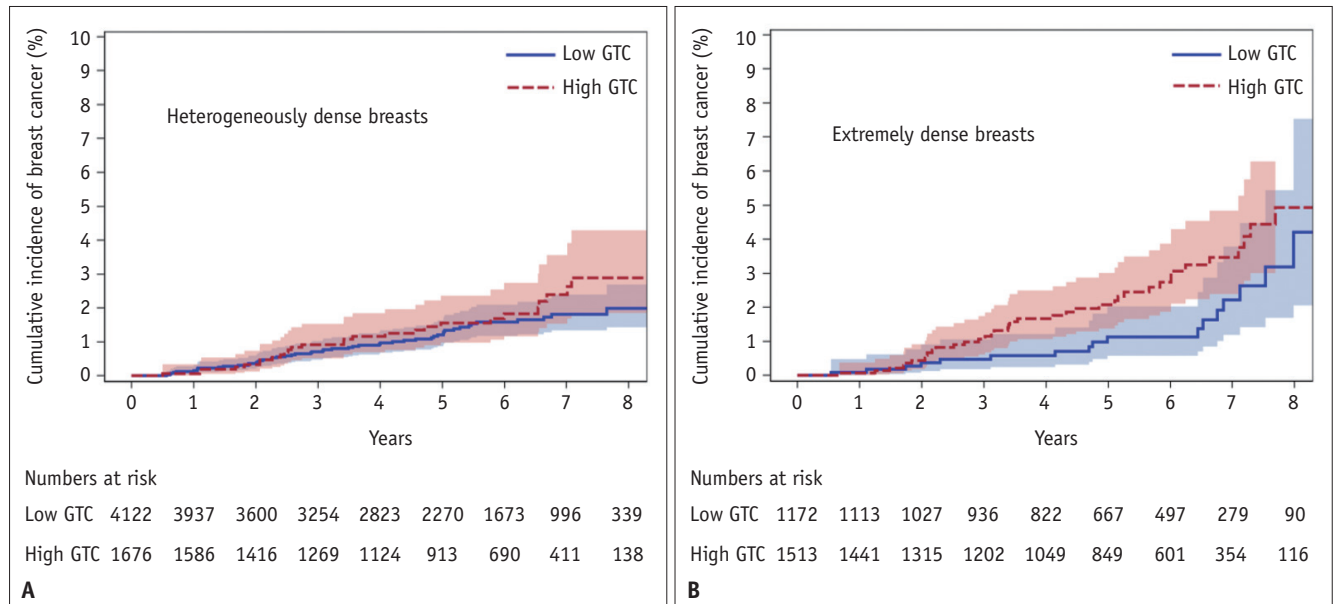 Cumulative incidence of breast cancer (%)
10
9
8
7
6
5
4
3
2
1
0
Low GTC
High GTC
Heterogeneously dense breasts
0 1 2 3 4 5 6 7 8
Years
Numbers at risk
Low GTC 4122 3937 3600 3254 2823 2270 1673 996 339
High GTC 1676 1586 1416 1269 1124 913 690 411 138
A
Cumulative incidence of breast cancer (%)
10
9
8
7
6
5
4
3
2
1
0
Low GTC
High GTC
Extremely dense breasts
0 1 2 3 4 5 6 7 8
Years
Numbers at risk
Low GTC 1172 1113 1027 936 822 667 497 279 90
High GTC 1513 1441 1315 1202 1049 849 601 354 116
B